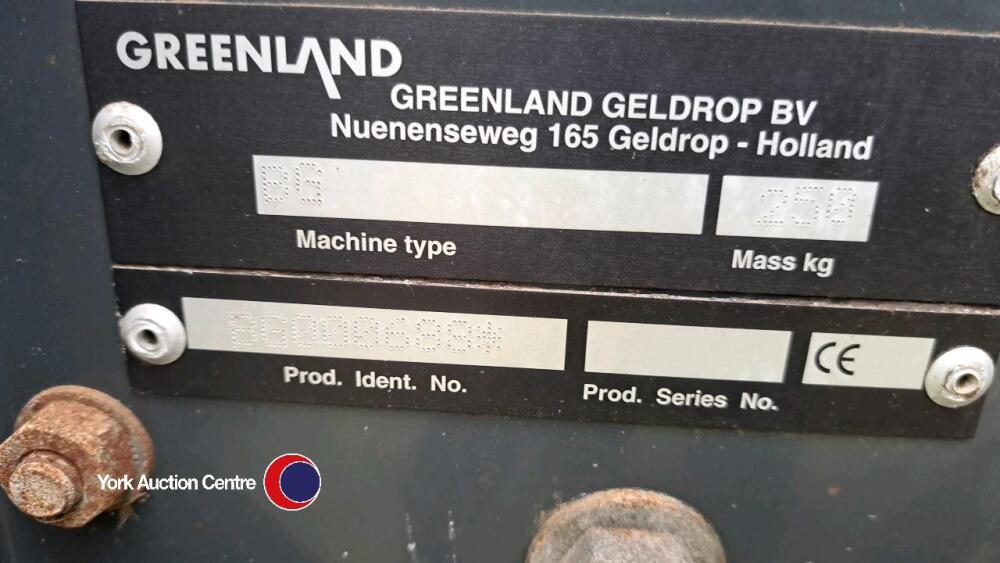 GREENLAND
GREENLAND GELDROP BV
Nuenenseweg 165 Geldrop - Holland
250
Machine type
Mass kg
CE
Prod. Ident. No.
Prod. Series No.
York Auction Centre